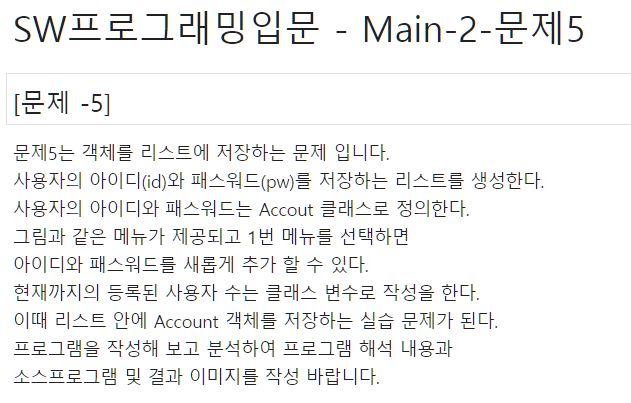 SW프로그래밍입문 - Main-2-문제5
[문제 -5]
문제5는 객체를 리스트에 저장하는 문제 입니다.
사용자의 아이디(id)와 패스워드(pw)를 저장하는 리스트를 생성한다.
사용자의 아이디와 패스워드는 Accout 클래스로 정의한다.
그림과 같은 메뉴가 제공되고 1번 메뉴를 선택하면
아이디와 패스워드를 새롭게 추가 할 수 있다.
현재까지의 등록된 사용자 수는 클래스 변수로 작성을 한다.
이때 리스트 안에 Account 객체를 저장하는 실습 문제가 된다.
프로그램을 작성해 보고 분석하여 프로그램 해석 내용과
소스프로그램 및 결과 이미지를 작성 바랍니다.